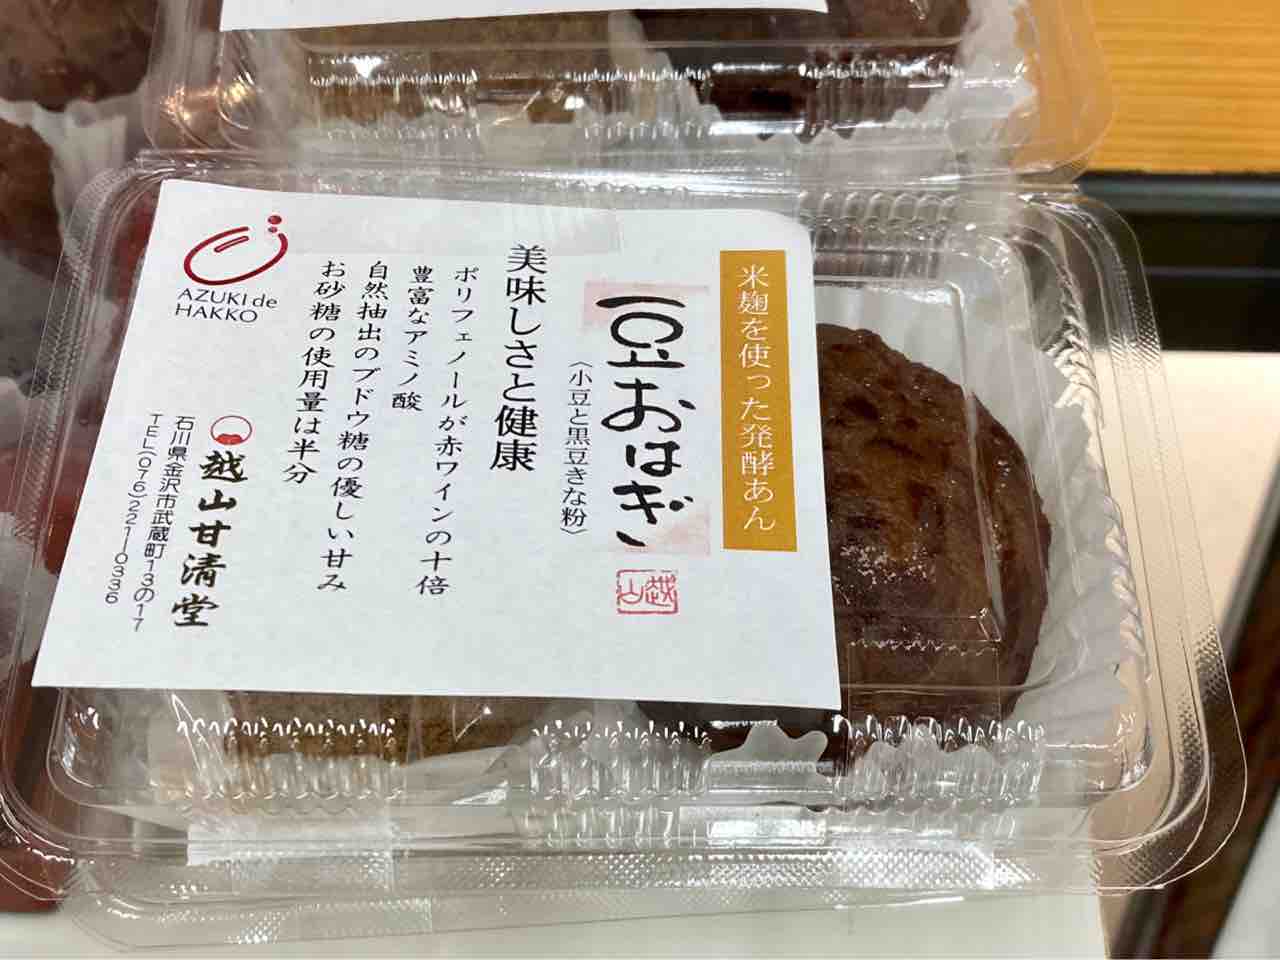 米麹を使った発酵あん
豆おはぎ
〈小豆と黒豆きな粉〉
越山
美味しさと健康
ポリフェノールが赤ワインの十倍
豊富なアミノ酸
自然抽出のブドウ糖の優しい甘み
お砂糖の使用量は半分
AZUKI de
HAKKO
越山甘清堂
石川県金沢市武蔵町13の17
TEL(076)221-0336